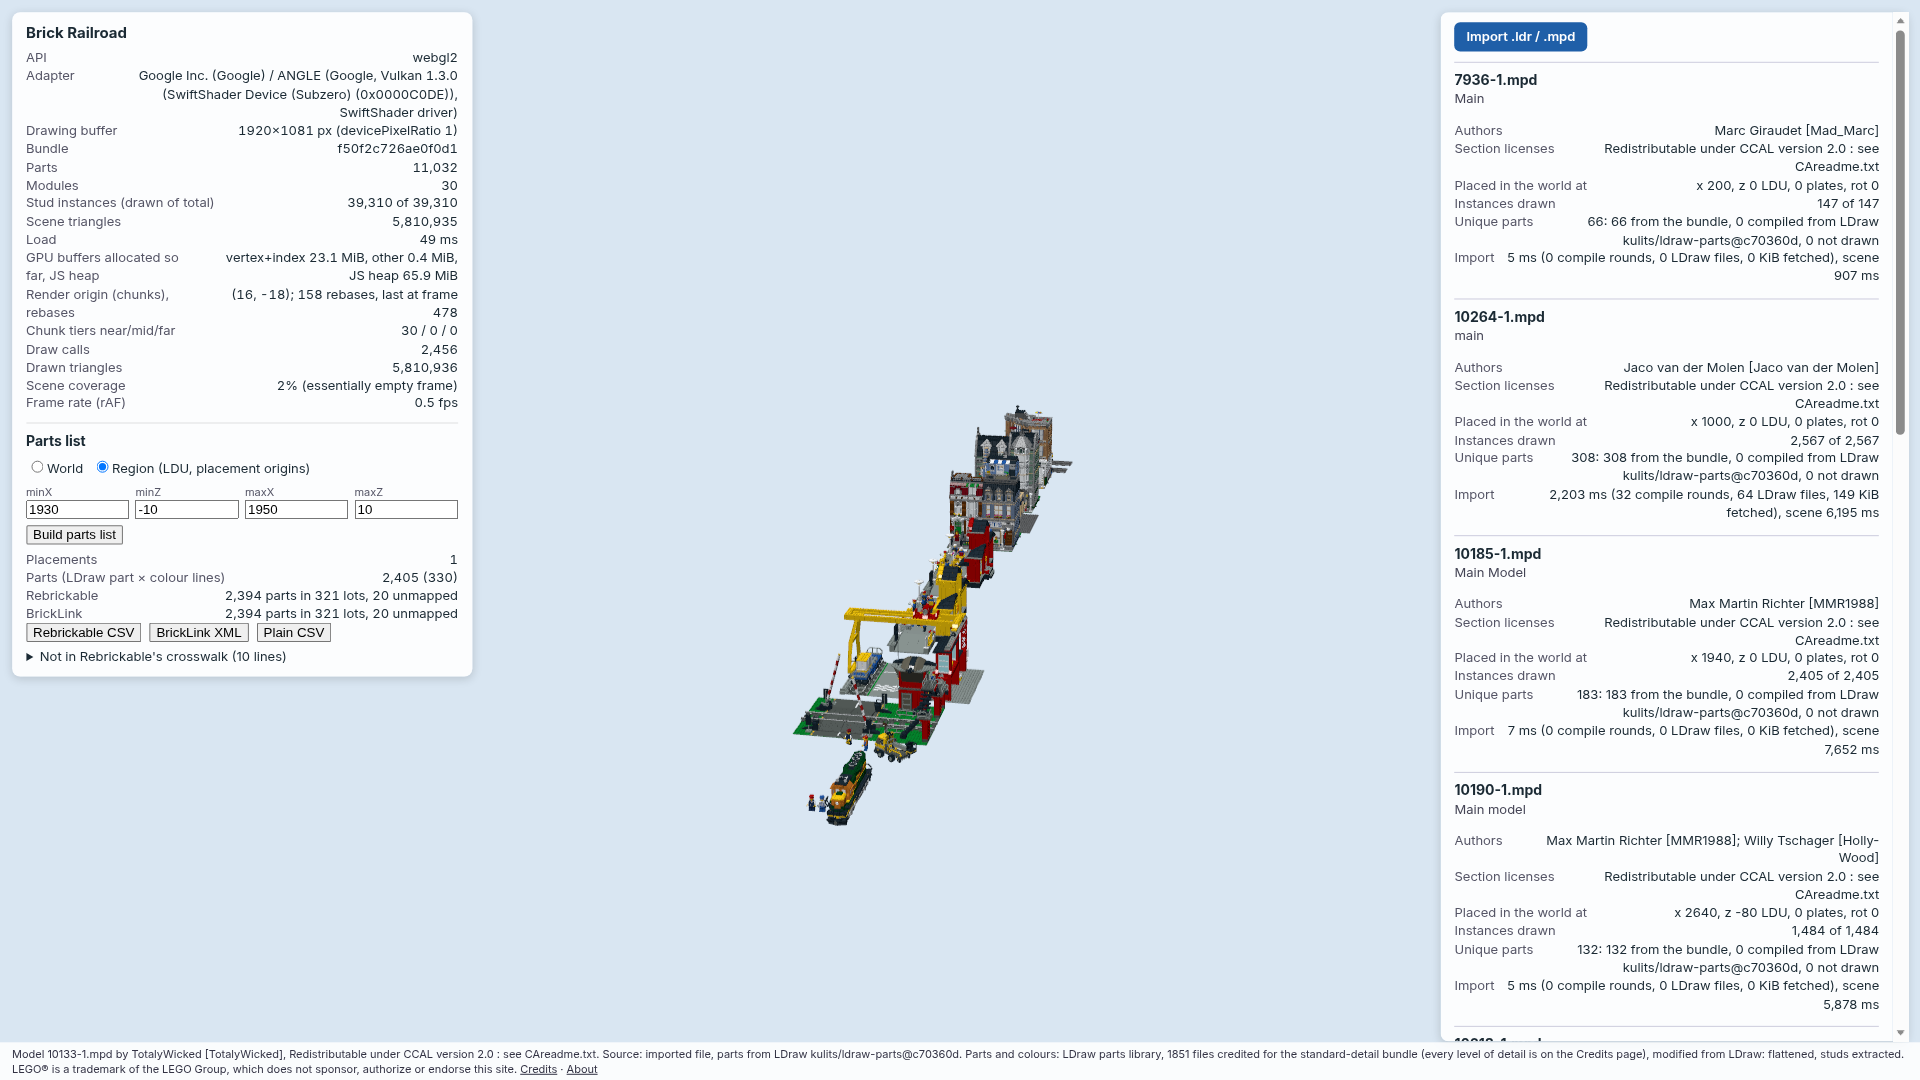 Brick Railroad
API webgl2
Adapter Google Inc. (Google) / ANGLE (Google, Vulkan 1.3.0
(SwiftShader Device (Subzero) (0x0000C0DE)),
SwiftShader driver)
Drawing buffer 1920×1081 px (devicePixelRatio 1)
Bundle f50f2c726ae0f0d1
Parts 11,032
Modules 30
Stud instances (drawn of total) 39,310 of 39,310
Scene triangles 5,810,935
Load 49 ms
GPU buffers allocated so vertex+index 23.1 MiB, other 0.4 MiB,
far, JS heap JS heap 65.9 MiB
Render origin (chunks), (16, -18); 158 rebases, last at frame
rebases 478
Chunk tiers near/mid/far 30 / 0 / 0
Draw calls 2,456
Drawn triangles 5,810,936
Scene coverage 2% (essentially empty frame)
Frame rate (rAF) 0.5 fps
Parts list
World Region (LDU, placement origins)
minX minZ maxX maxZ
1930 -10 1950 10
Build parts list
Placements 1
Parts (LDraw part × colour lines) 2,405 (330)
Rebrickable 2,394 parts in 321 lots, 20 unmapped
BrickLink 2,394 parts in 321 lots, 20 unmapped
Rebrickable CSV BrickLink XML Plain CSV
▶ Not in Rebrickable's crosswalk (10 lines)
Import .ldr / .mpd
7936-1.mpd
Main
Authors Marc Giraudet [Mad_Marc]
Section licenses Redistributable under CCAL version 2.0 : see
CAreadme.txt
Placed in the world at x 200, z 0 LDU, 0 plates, rot 0
Instances drawn 147 of 147
Unique parts 66: 66 from the bundle, 0 compiled from LDraw
kulits/ldraw-parts@c70360d, 0 not drawn
Import 5 ms (0 compile rounds, 0 LDraw files, 0 KiB fetched), scene
907 ms
10264-1.mpd
main
Authors Jaco van der Molen [Jaco van der Molen]
Section licenses Redistributable under CCAL version 2.0 : see
CAreadme.txt
Placed in the world at x 1000, z 0 LDU, 0 plates, rot 0
Instances drawn 2,567 of 2,567
Unique parts 308: 308 from the bundle, 0 compiled from LDraw
kulits/ldraw-parts@c70360d, 0 not drawn
Import 2,203 ms (32 compile rounds, 64 LDraw files, 149 KiB
fetched), scene 6,195 ms
10185-1.mpd
Main Model
Authors Max Martin Richter [MMR1988]
Section licenses Redistributable under CCAL version 2.0 : see
CAreadme.txt
Placed in the world at x 1940, z 0 LDU, 0 plates, rot 0
Instances drawn 2,405 of 2,405
Unique parts 183: 183 from the bundle, 0 compiled from LDraw
kulits/ldraw-parts@c70360d, 0 not drawn
Import 7 ms (0 compile rounds, 0 LDraw files, 0 KiB fetched), scene
7,652 ms
10190-1.mpd
Main model
Authors Max Martin Richter [MMR1988]; Willy Tschager [Holly-
Wood]
Section licenses Redistributable under CCAL version 2.0 : see
CAreadme.txt
Placed in the world at x 2640, z -80 LDU, 0 plates, rot 0
Instances drawn 1,484 of 1,484
Unique parts 132: 132 from the bundle, 0 compiled from LDraw
kulits/ldraw-parts@c70360d, 0 not drawn
Import 5 ms (0 compile rounds, 0 LDraw files, 0 KiB fetched), scene
5,878 ms
Model 10133-1.mpd by TotalyWicked [TotalyWicked], Redistributable under CCAL version 2.0 : see CAreadme.txt. Source: imported file, parts from LDraw kulits/ldraw-parts@c70360d. Parts and colours: LDraw parts library, 1851 files credited for the standard-detail bundle (every level of detail is on the Credits page), modified from LDraw: flattened, studs extracted.
LEGO® is a trademark of the LEGO Group, which does not sponsor, authorize or endorse this site. Credits · About